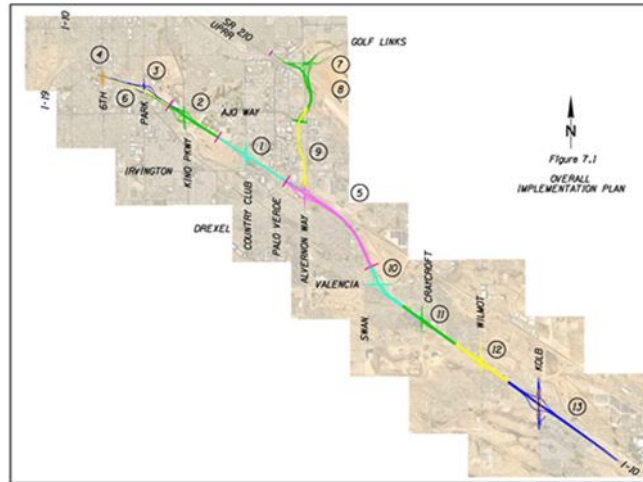 I-10
SR 210
UPRR
GOLF LINKS
4
3
7
8
I-19
6TH
6
PARK
2
AJO WAY
KINO PKWY
1
9
N
Figure 7.1
OVERALL
IMPLEMENTATION PLAN
IRVINGTON
COUNTRY CLUB
PALO VERDE
5
DREXEL
ALVERNON WAY
10
VALENCIA
CRAYCROFT
SWAN
11
WILMOT
12
KOLB
13
I-10